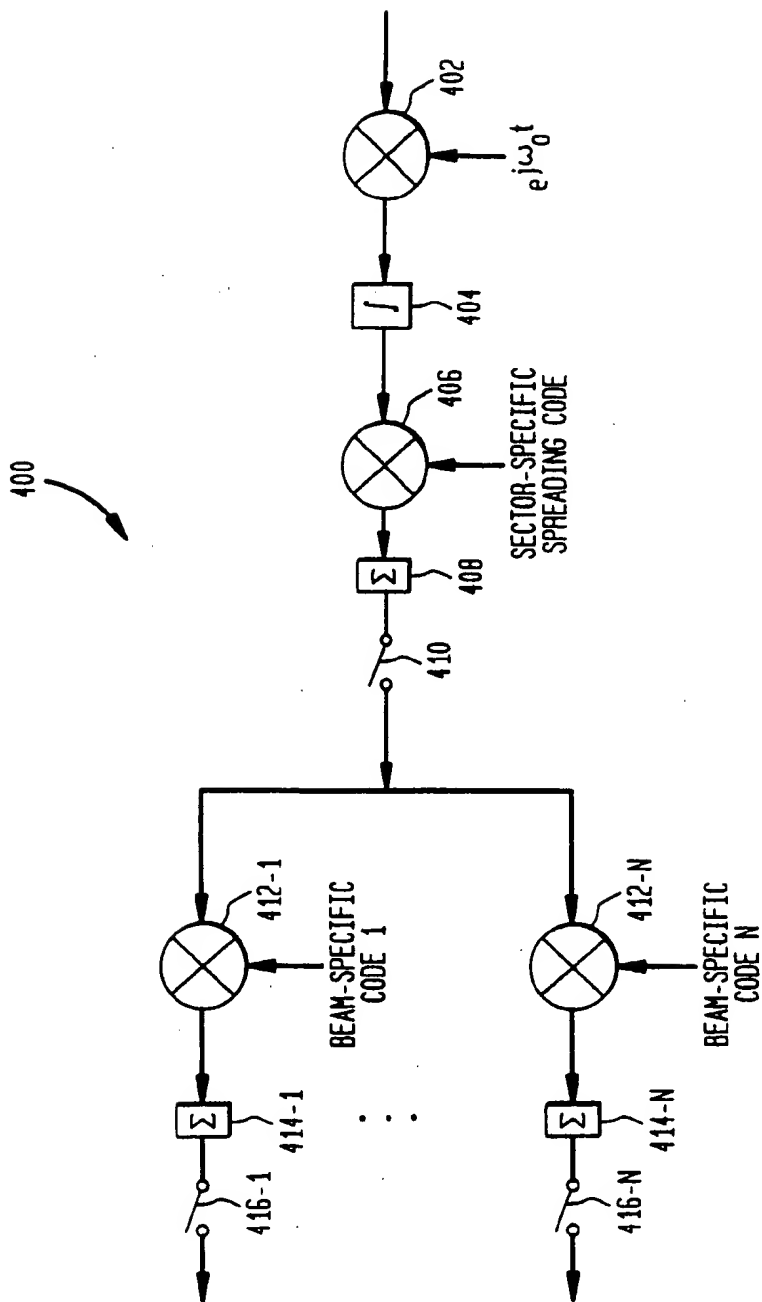 400
402
e^{jω₀t}
404
∫
406
SECTOR-SPECIFIC
SPREADING CODE
408
Σ
410
412-1
BEAM-SPECIFIC
CODE 1
414-1
Σ
416-1
. . .
412-N
BEAM-SPECIFIC
CODE N
414-N
Σ
416-N